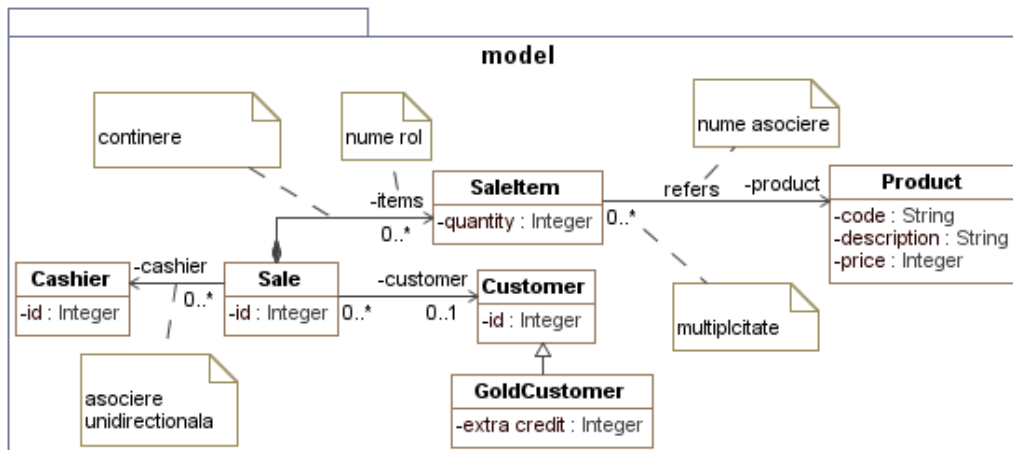 model
continere
nume rol
nume asociere
-items
0..*
SaleItem
-quantity : Integer
refers
0..*
-product
Product
-code : String
-description : String
-price : Integer
Cashier
-id : Integer
-cashier
0..*
Sale
-id : Integer
-customer
0..*
0..1
Customer
-id : Integer
multiplcitate
asociere
unidirectionala
GoldCustomer
-extra credit : Integer